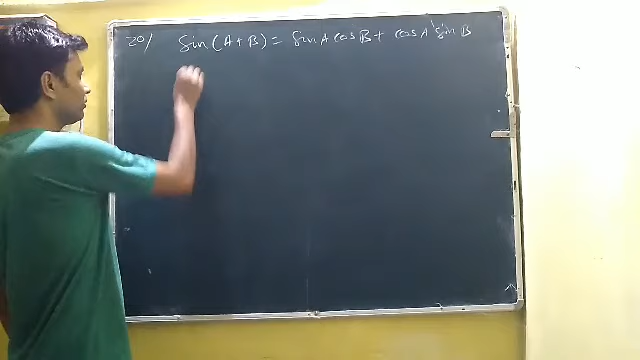 20/ Sin(A+B) = Sin A cos B + cos A Sin B